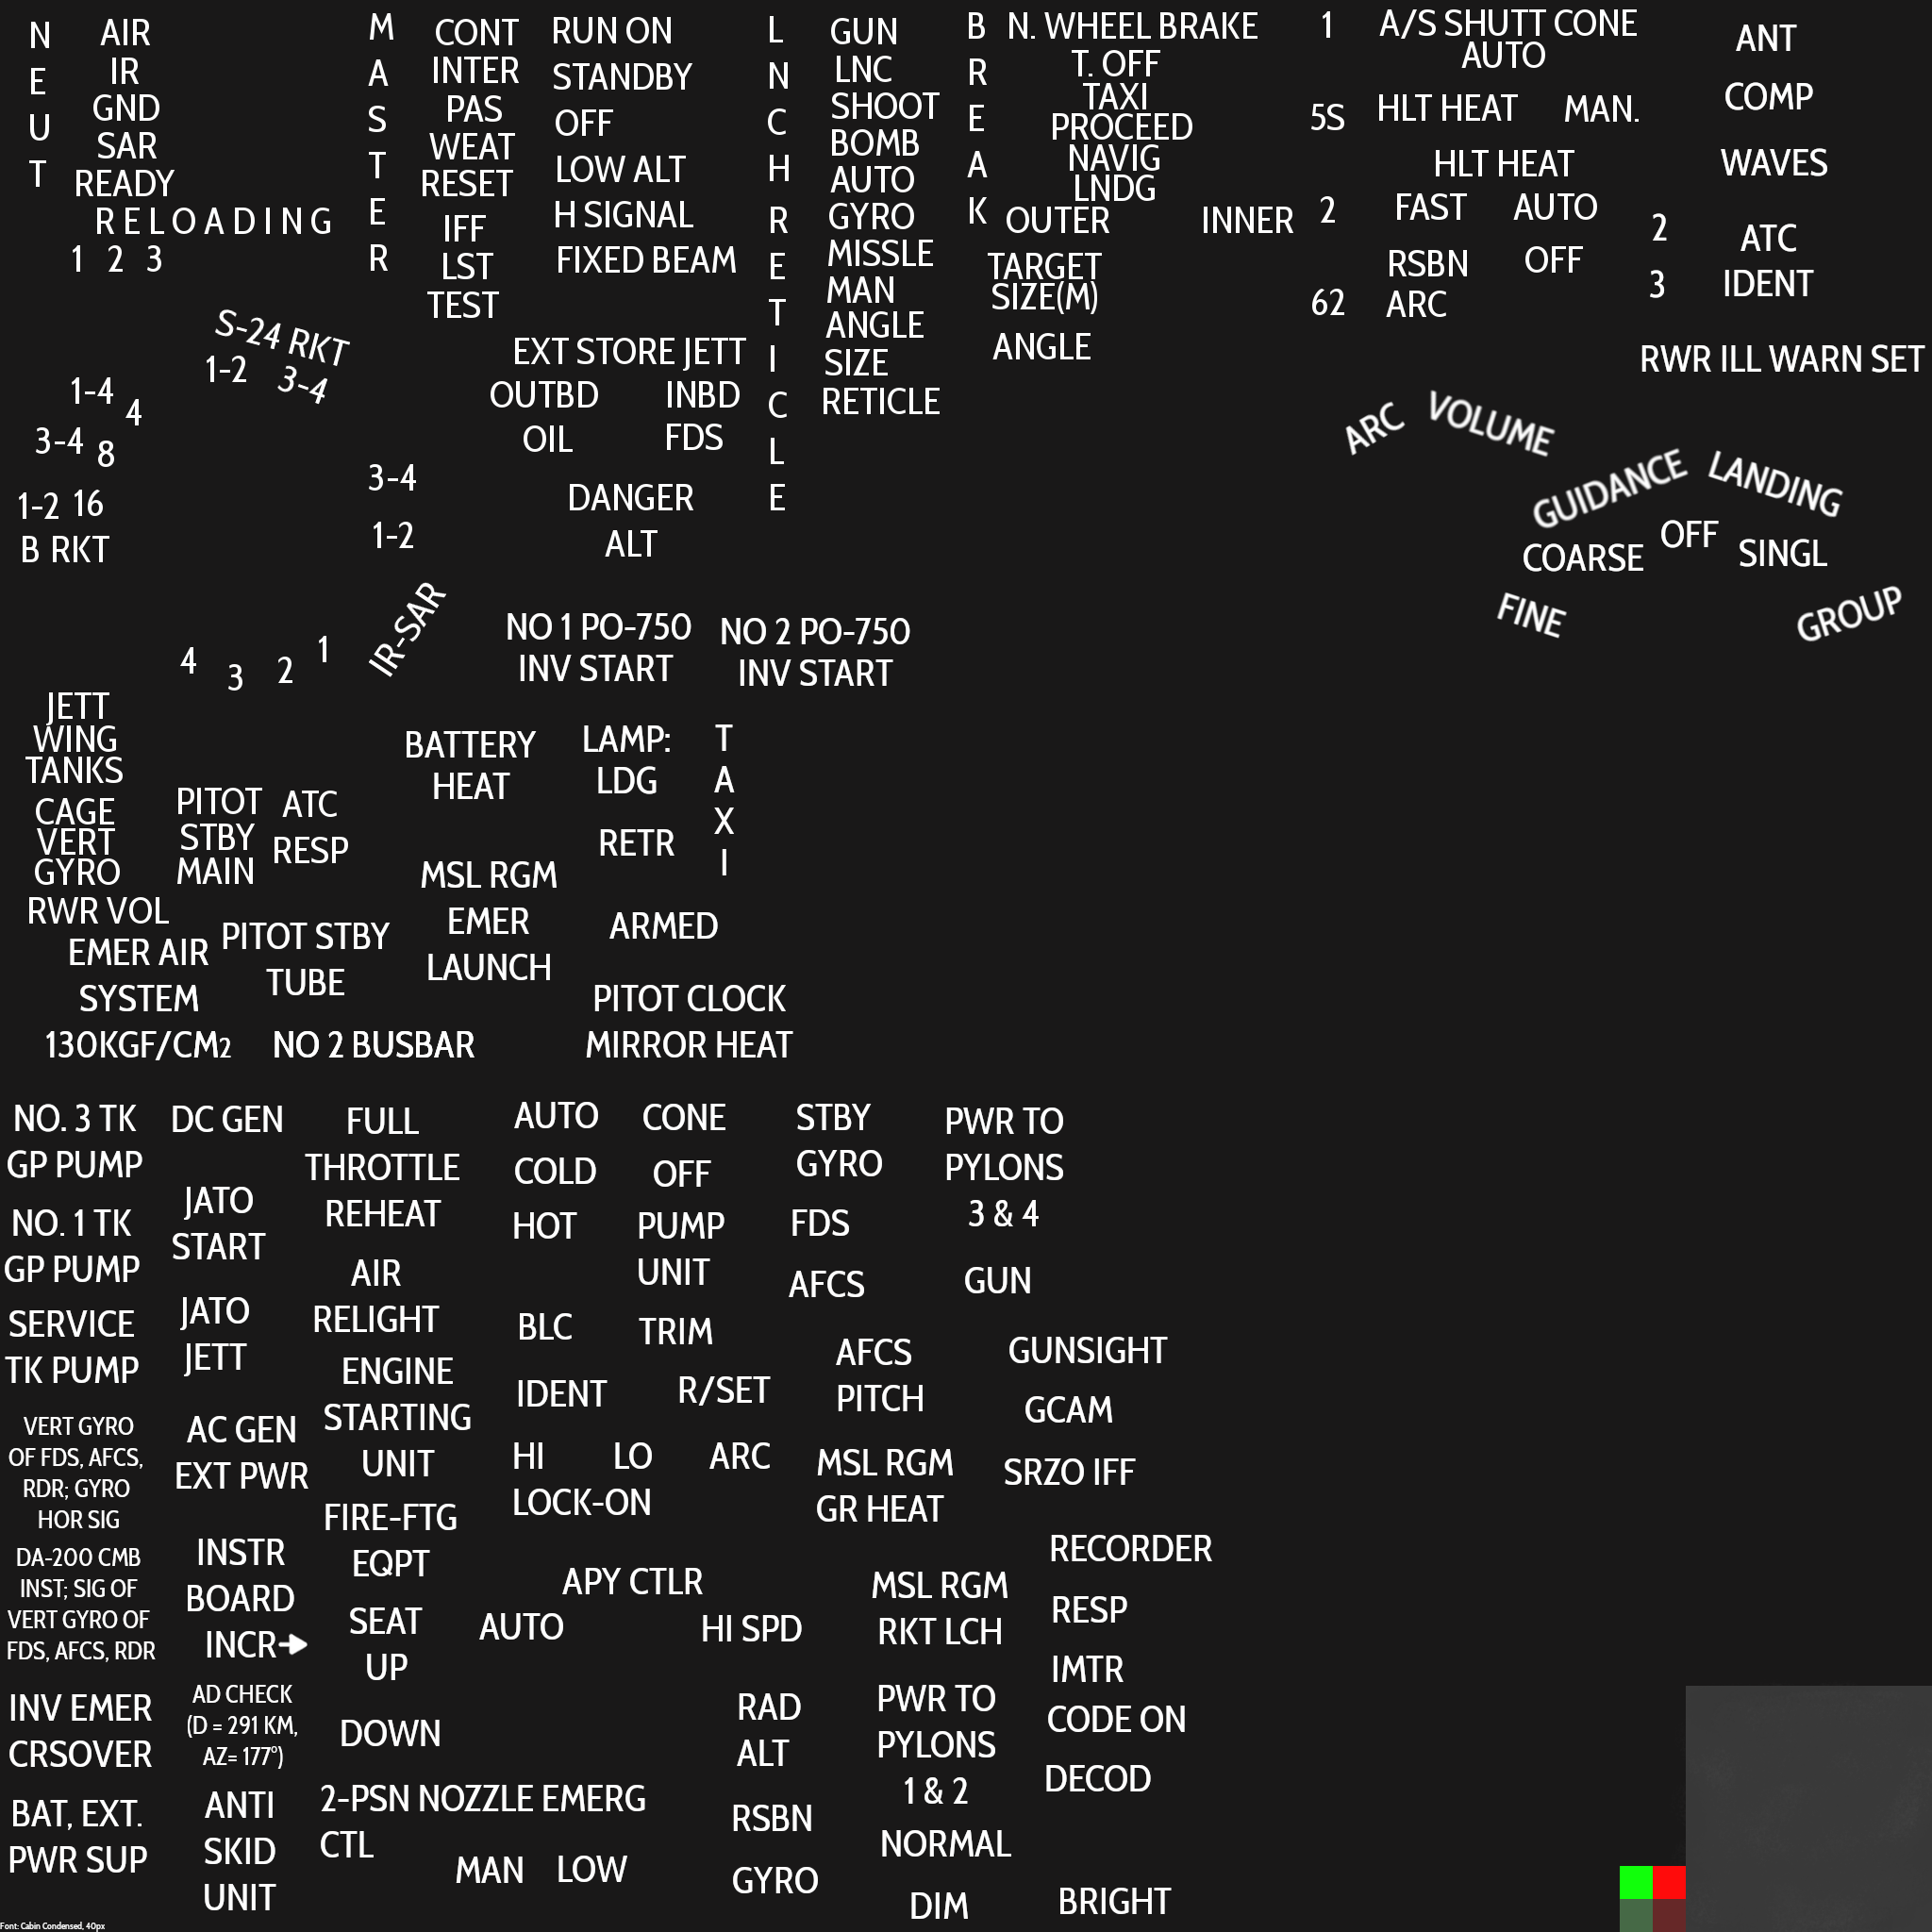 NEUT
AIR
IR
GND
SAR
READY
RELOADING
1 2 3
MASTER
CONT
INTER
PAS
WEAT
RESET
IFF
LST
TEST
RUN ON
STANDBY
OFF
LOW ALT
H SIGNAL
FIXED BEAM
LNCH RETICLE
GUN
LNC
SHOOT
BOMB
AUTO
GYRO
MISSLE
MAN
ANGLE
SIZE
RETICLE
BREAK
N. WHEEL BRAKE
T. OFF
TAXI
PROCEED
NAVIG
LNDG
OUTER INNER
TARGET
SIZE(M)
ANGLE
1
5S
2
62
A/S SHUTT CONE
AUTO
HLT HEAT MAN.
HLT HEAT
FAST AUTO
RSBN OFF
ARC
2
3
ANT
COMP
WAVES
ATC
IDENT
RWR ILL WARN SET
S-24 RKT
1-2 3-4
1-4 4
3-4 8
1-2 16
B RKT
3-4
1-2
IR-SAR
4 3 2 1
EXT STORE JETT
OUTBD INBD
OIL FDS
DANGER
ALT
NO 1 PO-750
INV START
NO 2 PO-750
INV START
ARC VOLUME
GUIDANCE LANDING
COARSE OFF SINGL
FINE GROUP
JETT
WING
TANKS
CAGE
VERT
GYRO
RWR VOL
PITOT
STBY
MAIN
ATC
RESP
EMER AIR
SYSTEM
130KGF/CM2
PITOT STBY
TUBE
NO 2 BUSBAR
BATTERY
HEAT
LAMP:
LDG
RETR
TAXI
MSL RGM
EMER
LAUNCH
ARMED
PITOT CLOCK
MIRROR HEAT
NO. 3 TK
GP PUMP
NO. 1 TK
GP PUMP
SERVICE
TK PUMP
VERT GYRO
OF FDS, AFCS,
RDR; GYRO
HOR SIG
DA-200 CMB
INST; SIG OF
VERT GYRO OF
FDS, AFCS, RDR
INV EMER
CRSOVER
BAT, EXT.
PWR SUP
DC GEN
JATO
START
JATO
JETT
AC GEN
EXT PWR
INSTR
BOARD
INCR
AD CHECK
(D = 291 KM,
AZ= 177°)
ANTI
SKID
UNIT
FULL
THROTTLE
REHEAT
AIR
RELIGHT
ENGINE
STARTING
UNIT
FIRE-FTG
EQPT
SEAT
UP
DOWN
2-PSN NOZZLE EMERG
CTL
MAN LOW
AUTO
COLD
HOT
BLC
IDENT
HI LO
LOCK-ON
CONE
OFF
PUMP
UNIT
TRIM
R/SET
ARC
APY CTLR
AUTO HI SPD
RAD
ALT
RSBN
GYRO
STBY
GYRO
FDS
AFCS
AFCS
PITCH
MSL RGM
GR HEAT
MSL RGM
RKT LCH
PWR TO
PYLONS
1 & 2
NORMAL
DIM
PWR TO
PYLONS
3 & 4
GUN
GUNSIGHT
GCAM
SRZO IFF
RECORDER
RESP
IMTR
CODE ON
DECOD
BRIGHT
Font: Cabin Condensed, 40px